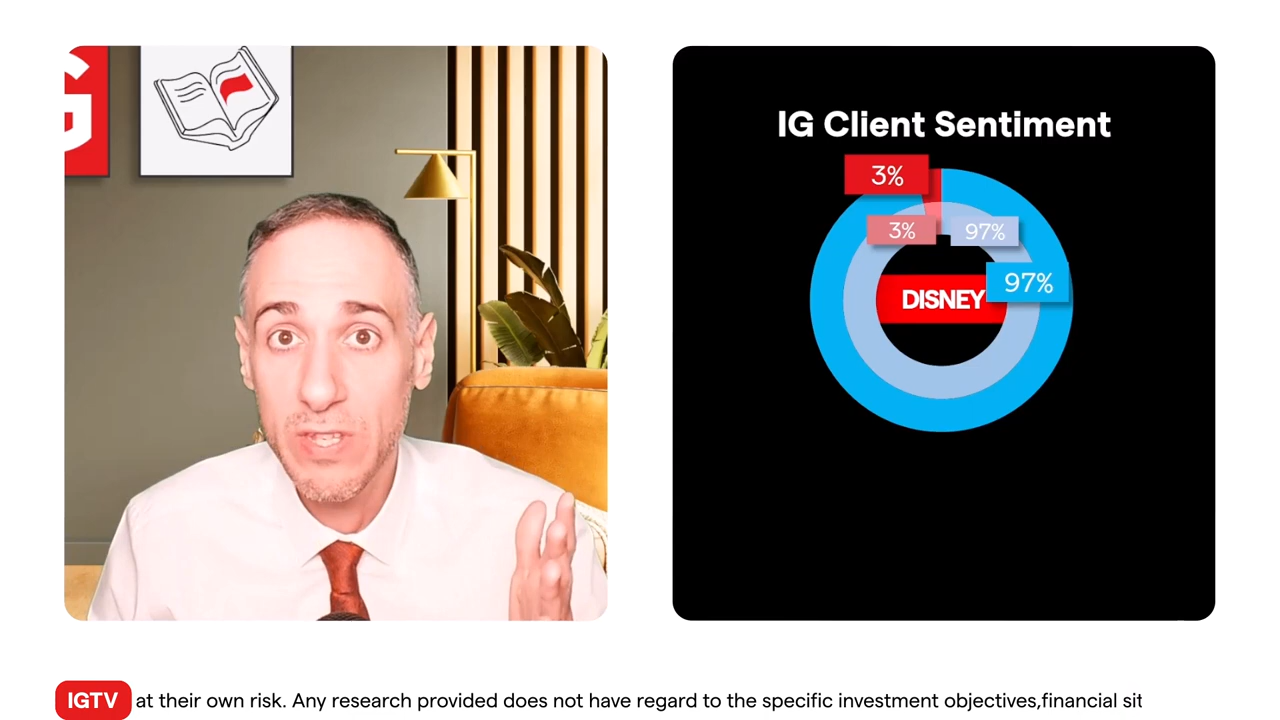 G
IG Client Sentiment
3%
3%
97%
97%
DISNEY
IGTV
at their own risk. Any research provided does not have regard to the specific investment objectives,financial sit